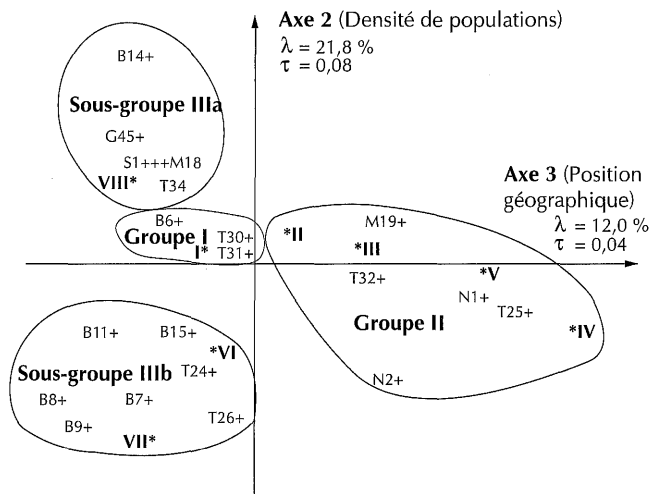 Axe 2 (Densité de populations)
λ = 21,8 %
τ = 0,08
B14+
Sous-groupe IIIa
G45+
S1+++M18
VIII* T34
Axe 3 (Position
géographique)
λ = 12,0 %
τ = 0,04
B6+
Groupe I T30+
I* T31+
*II
M19+
*III
T32+
*V
N1+
T25+
Groupe II
*IV
N2+
B11+ B15+
*VI
Sous-groupe IIIb T24+
B8+ B7+
B9+ T26+
VII*